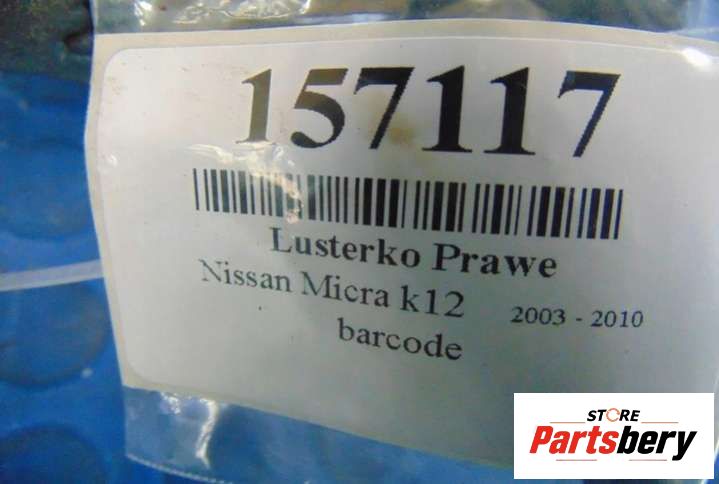 157117
Lusterko Prawe
Nissan Micra k12 2003 - 2010
barcode
STORE
Partsbery